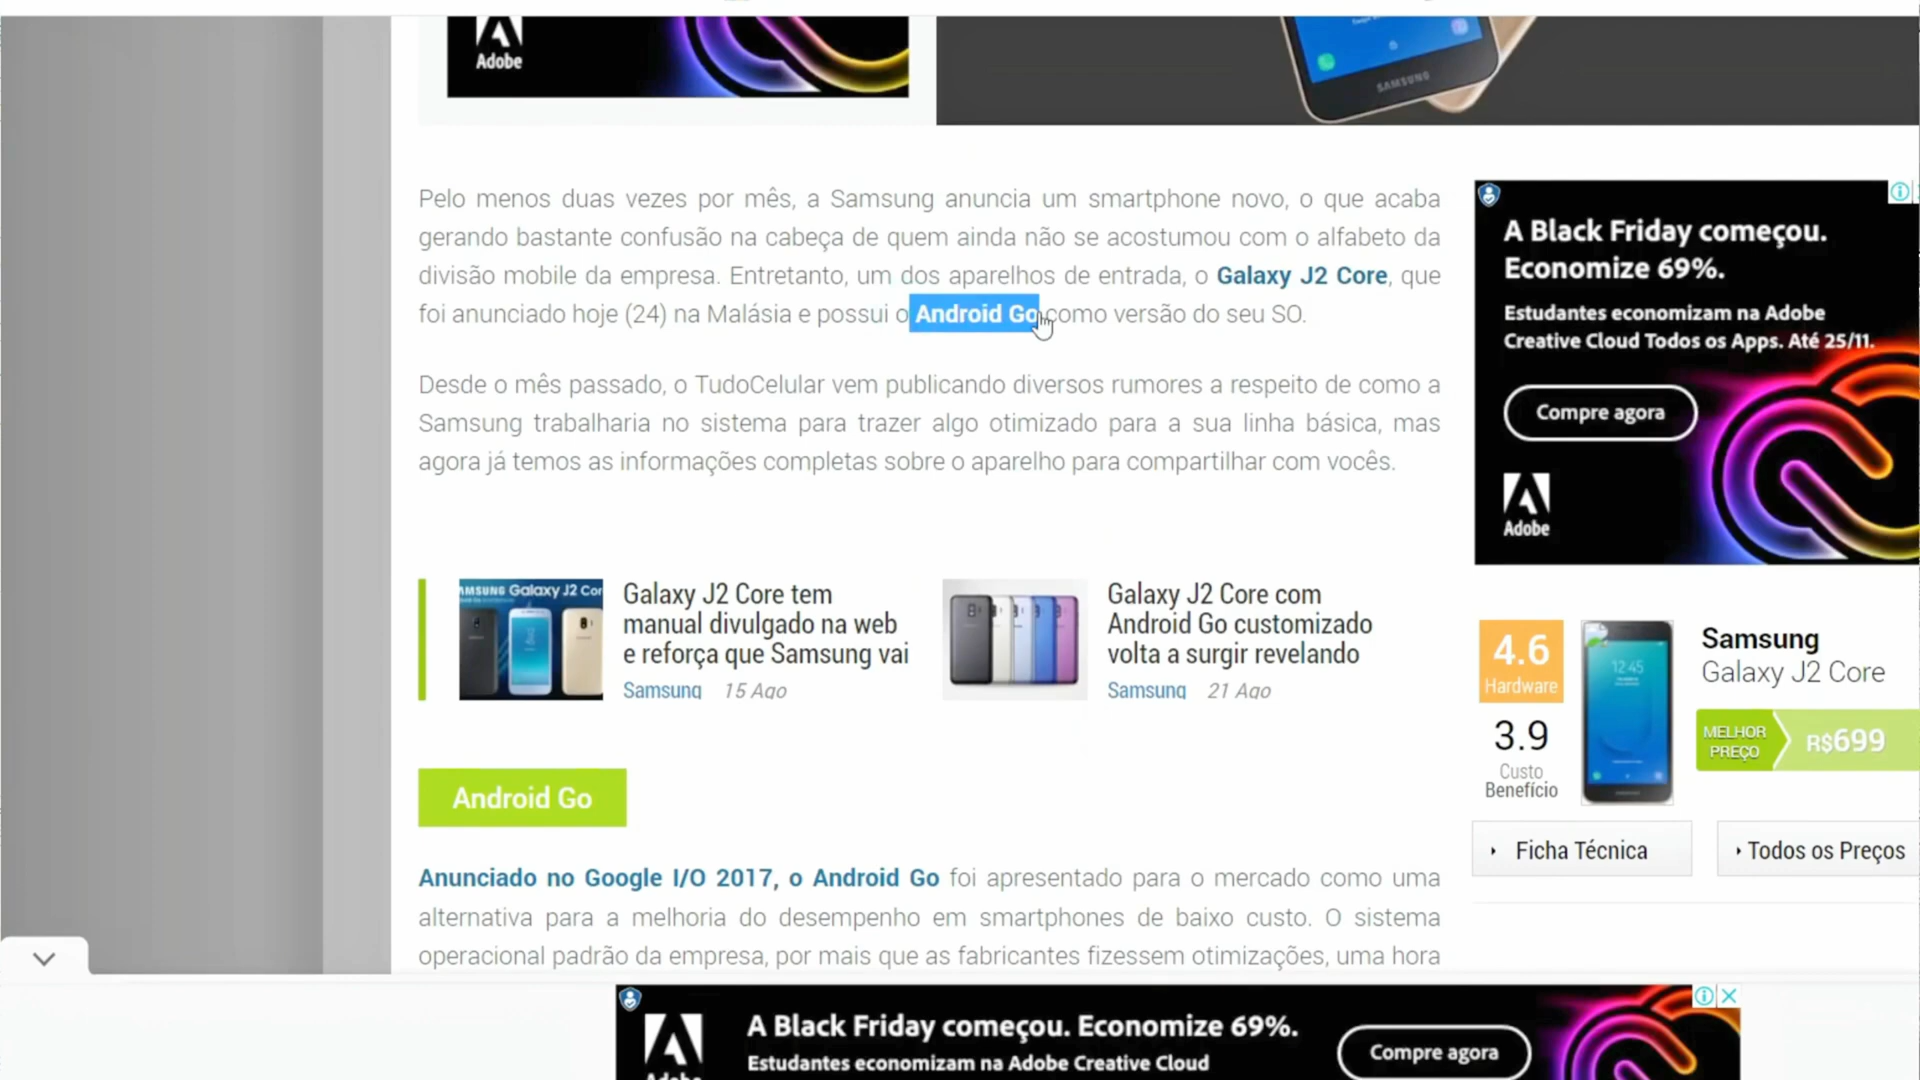 Adobe
SAMSUNG
Pelo menos duas vezes por mês, a Samsung anuncia um smartphone novo, o que acaba
gerando bastante confusão na cabeça de quem ainda não se acostumou com o alfabeto da
divisão mobile da empresa. Entretanto, um dos aparelhos de entrada, o Galaxy J2 Core, que
foi anunciado hoje (24) na Malásia e possui o Android Go como versão do seu SO.
Desde o mês passado, o TudoCelular vem publicando diversos rumores a respeito de como a
Samsung trabalharia no sistema para trazer algo otimizado para a sua linha básica, mas
agora já temos as informações completas sobre o aparelho para compartilhar com vocês.
Galaxy J2 Core
Galaxy J2 Core tem
manual divulgado na web
e reforça que Samsung vai
Samsung 15 Ago
Galaxy J2 Core com
Android Go customizado
volta a surgir revelando
Samsung 21 Ago
Android Go
Anunciado no Google I/O 2017, o Android Go foi apresentado para o mercado como uma
alternativa para a melhoria do desempenho em smartphones de baixo custo. O sistema
operacional padrão da empresa, por mais que as fabricantes fizessem otimizações, uma hora
A Black Friday começou.
Economize 69%.
Estudantes economizam na Adobe
Creative Cloud Todos os Apps. Até 25/11.
Compre agora
Adobe
4.6
Hardware
3.9
Custo
Benefício
12:45
Samsung
Galaxy J2 Core
MELHOR
PREÇO
R$699
Ficha Técnica
Todos os Preços
A Black Friday começou. Economize 69%.
Estudantes economizam na Adobe Creative Cloud
Compre agora
Adobe